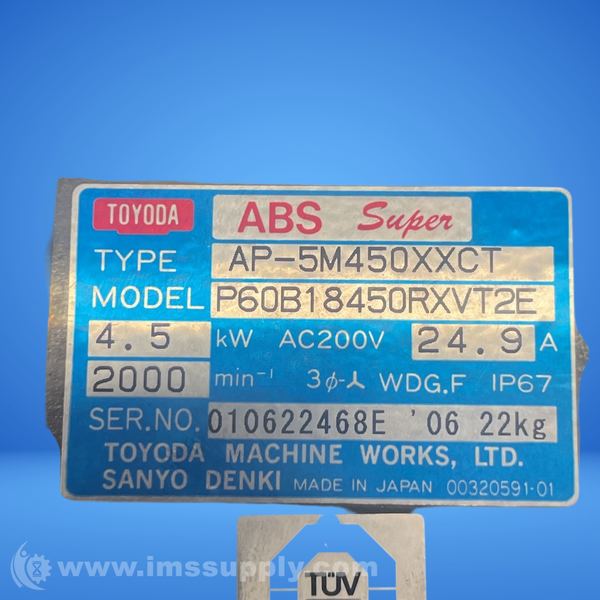 TOYODA ABS Super
TYPE AP-5M450XXCT
MODEL P60B18450RXVT2E
4.5 kW AC200V 24.9 A
2000 min⁻¹ 3ϕ-⅄ WDG.F IP67
SER.NO. 010622468E '06 22kg
TOYODA MACHINE WORKS, LTD.
SANYO DENKI MADE IN JAPAN 00320591-01
TÜV
www.imssupply.com